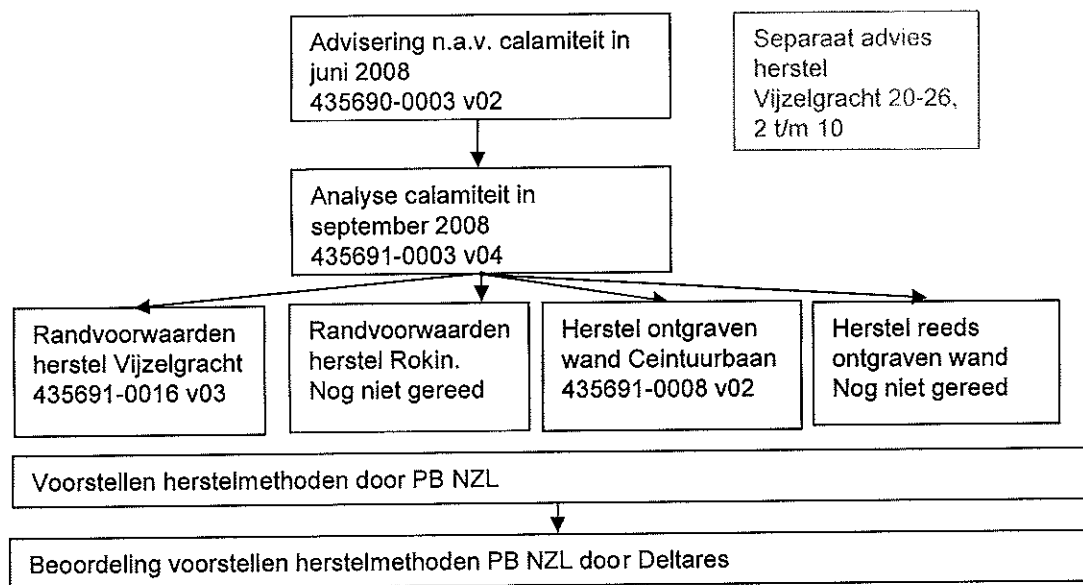 Advisering n.a.v. calamiteit in
juni 2008
435690-0003 v02
Separaat advies
herstel
Vijzelgracht 20-26,
2 t/m 10
Analyse calamiteit in
september 2008
435691-0003 v04
Randvoorwaarden
herstel Vijzelgracht
435691-0016 v03
Randvoorwaarden
herstel Rokin.
Nog niet gereed
Herstel ontgraven
wand Ceintuurbaan
435691-0008 v02
Herstel reeds
ontgraven wand
Nog niet gereed
Voorstellen herstelmethoden door PB NZL
Beoordeling voorstellen herstelmethoden PB NZL door Deltares